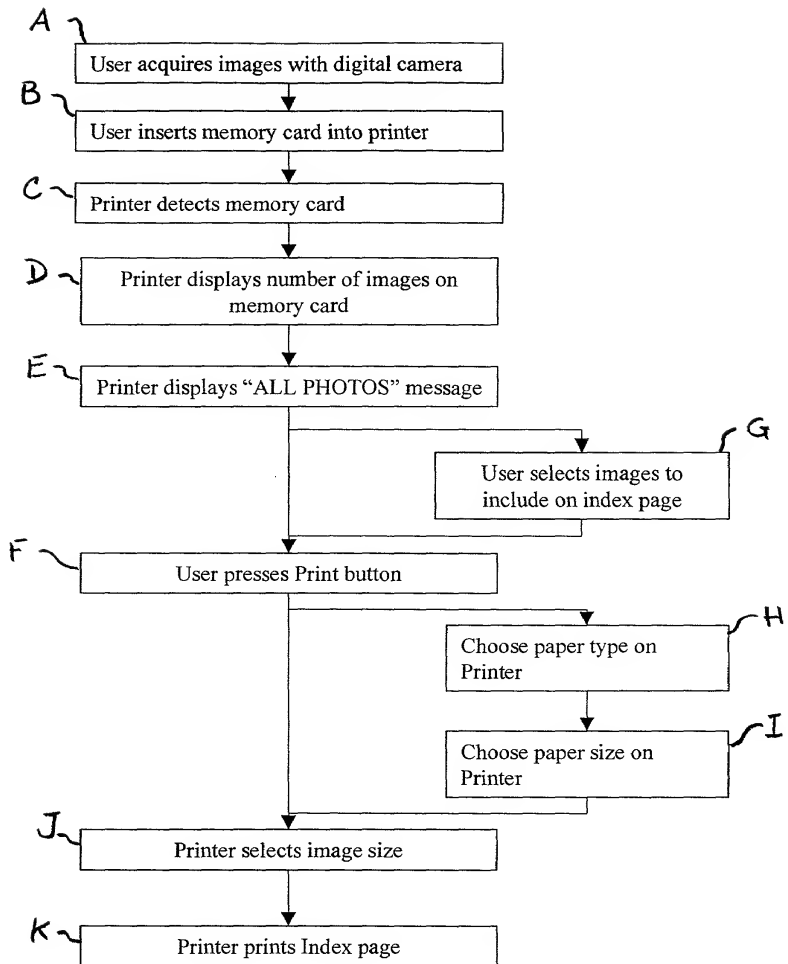 A
User acquires images with digital camera
B
User inserts memory card into printer
C
Printer detects memory card
D
Printer displays number of images on
memory card
E
Printer displays “ALL PHOTOS” message
G
User selects images to
include on index page
F
User presses Print button
H
Choose paper type on
Printer
I
Choose paper size on
Printer
J
Printer selects image size
K
Printer prints Index page